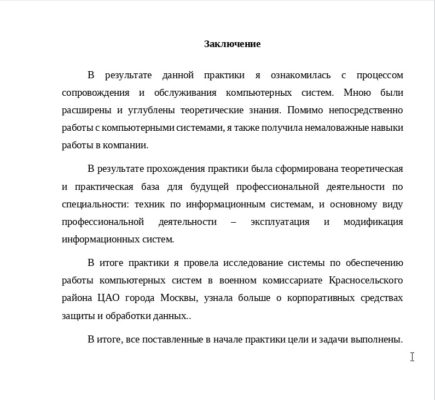 Заключение
В результате данной практики я ознакомилась с процессом
сопровождения и обслуживания компьютерных систем. Мною были
расширены и углублены теоретические знания. Помимо непосредственно
работы с компьютерными системами, я также получила немаловажные навыки
работы в компании.
В результате прохождения практики была сформирована теоретическая
и практическая база для будущей профессиональной деятельности по
специальности: техник по информационным системам, и основному виду
профессиональной деятельности – эксплуатация и модификация
информационных систем.
В итоге практики я провела исследование системы по обеспечению
работы компьютерных систем в военном комиссариате Красносельского
района ЦАО города Москвы, узнала больше о корпоративных средствах
защиты и обработки данных..
В итоге, все поставленные в начале практики цели и задачи выполнены.